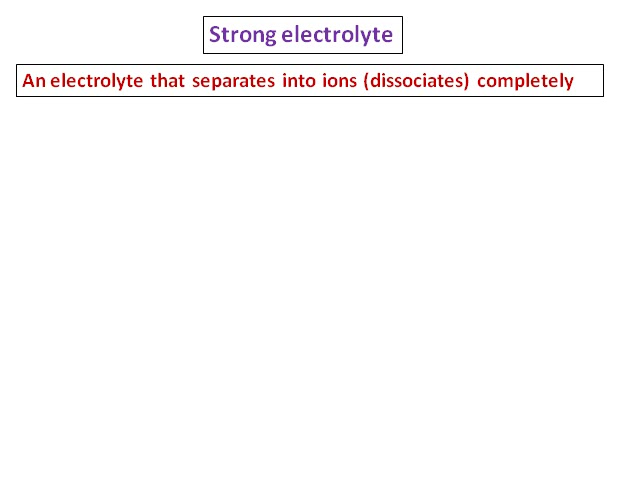 Strong electrolyte
An electrolyte that separates into ions (dissociates) completely